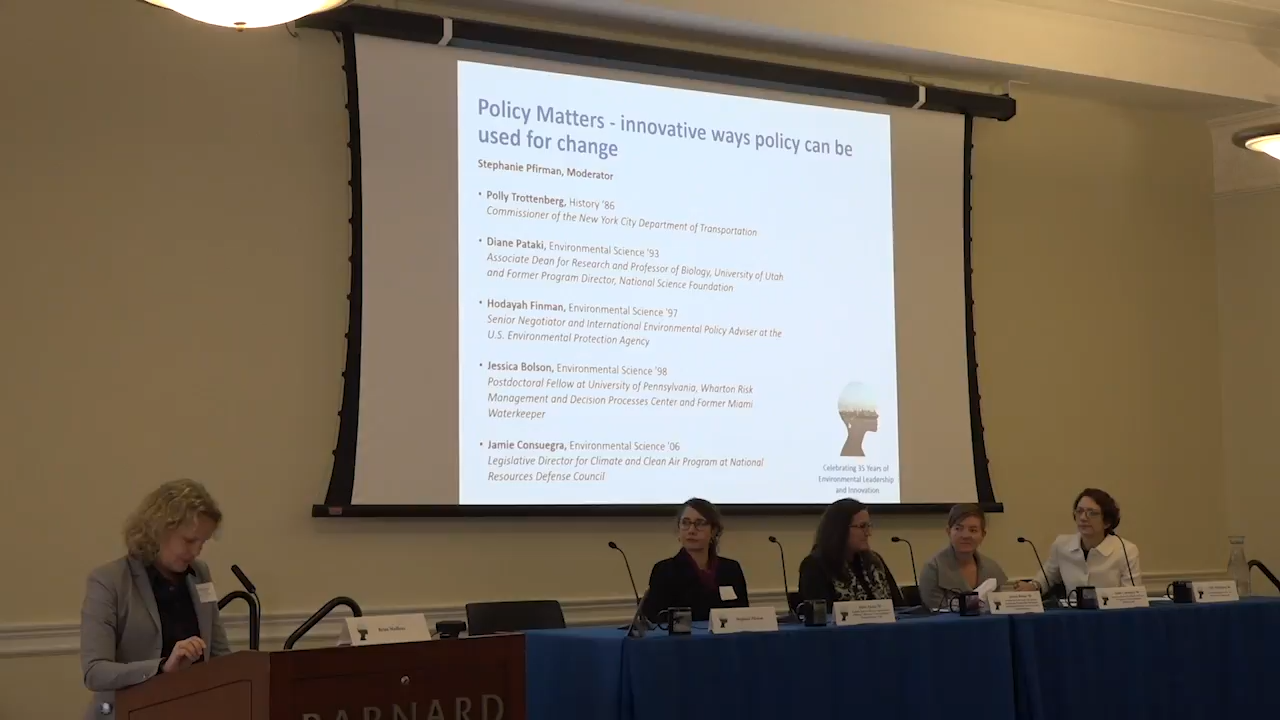 Policy Matters - innovative ways policy can be
used for change
Stephanie Pfirman, Moderator
• Polly Trottenberg, History '86
Commissioner of the New York City Department of Transportation
• Diane Pataki, Environmental Science '93
Associate Dean for Research and Professor of Biology, University of Utah
and Former Program Director, National Science Foundation
• Hodayah Finman, Environmental Science '97
Senior Negotiator and International Environmental Policy Adviser at the
U.S. Environmental Protection Agency
• Jessica Bolson, Environmental Science '98
Postdoctoral Fellow at University of Pennsylvania, Wharton Risk
Management and Decision Processes Center and Former Miami
Waterkeeper
• Jamie Consuegra, Environmental Science '06
Legislative Director for Climate and Clean Air Program at National
Resources Defense Council
Celebrating 35 Years of
Environmental Leadership
and Innovation
BARNARD